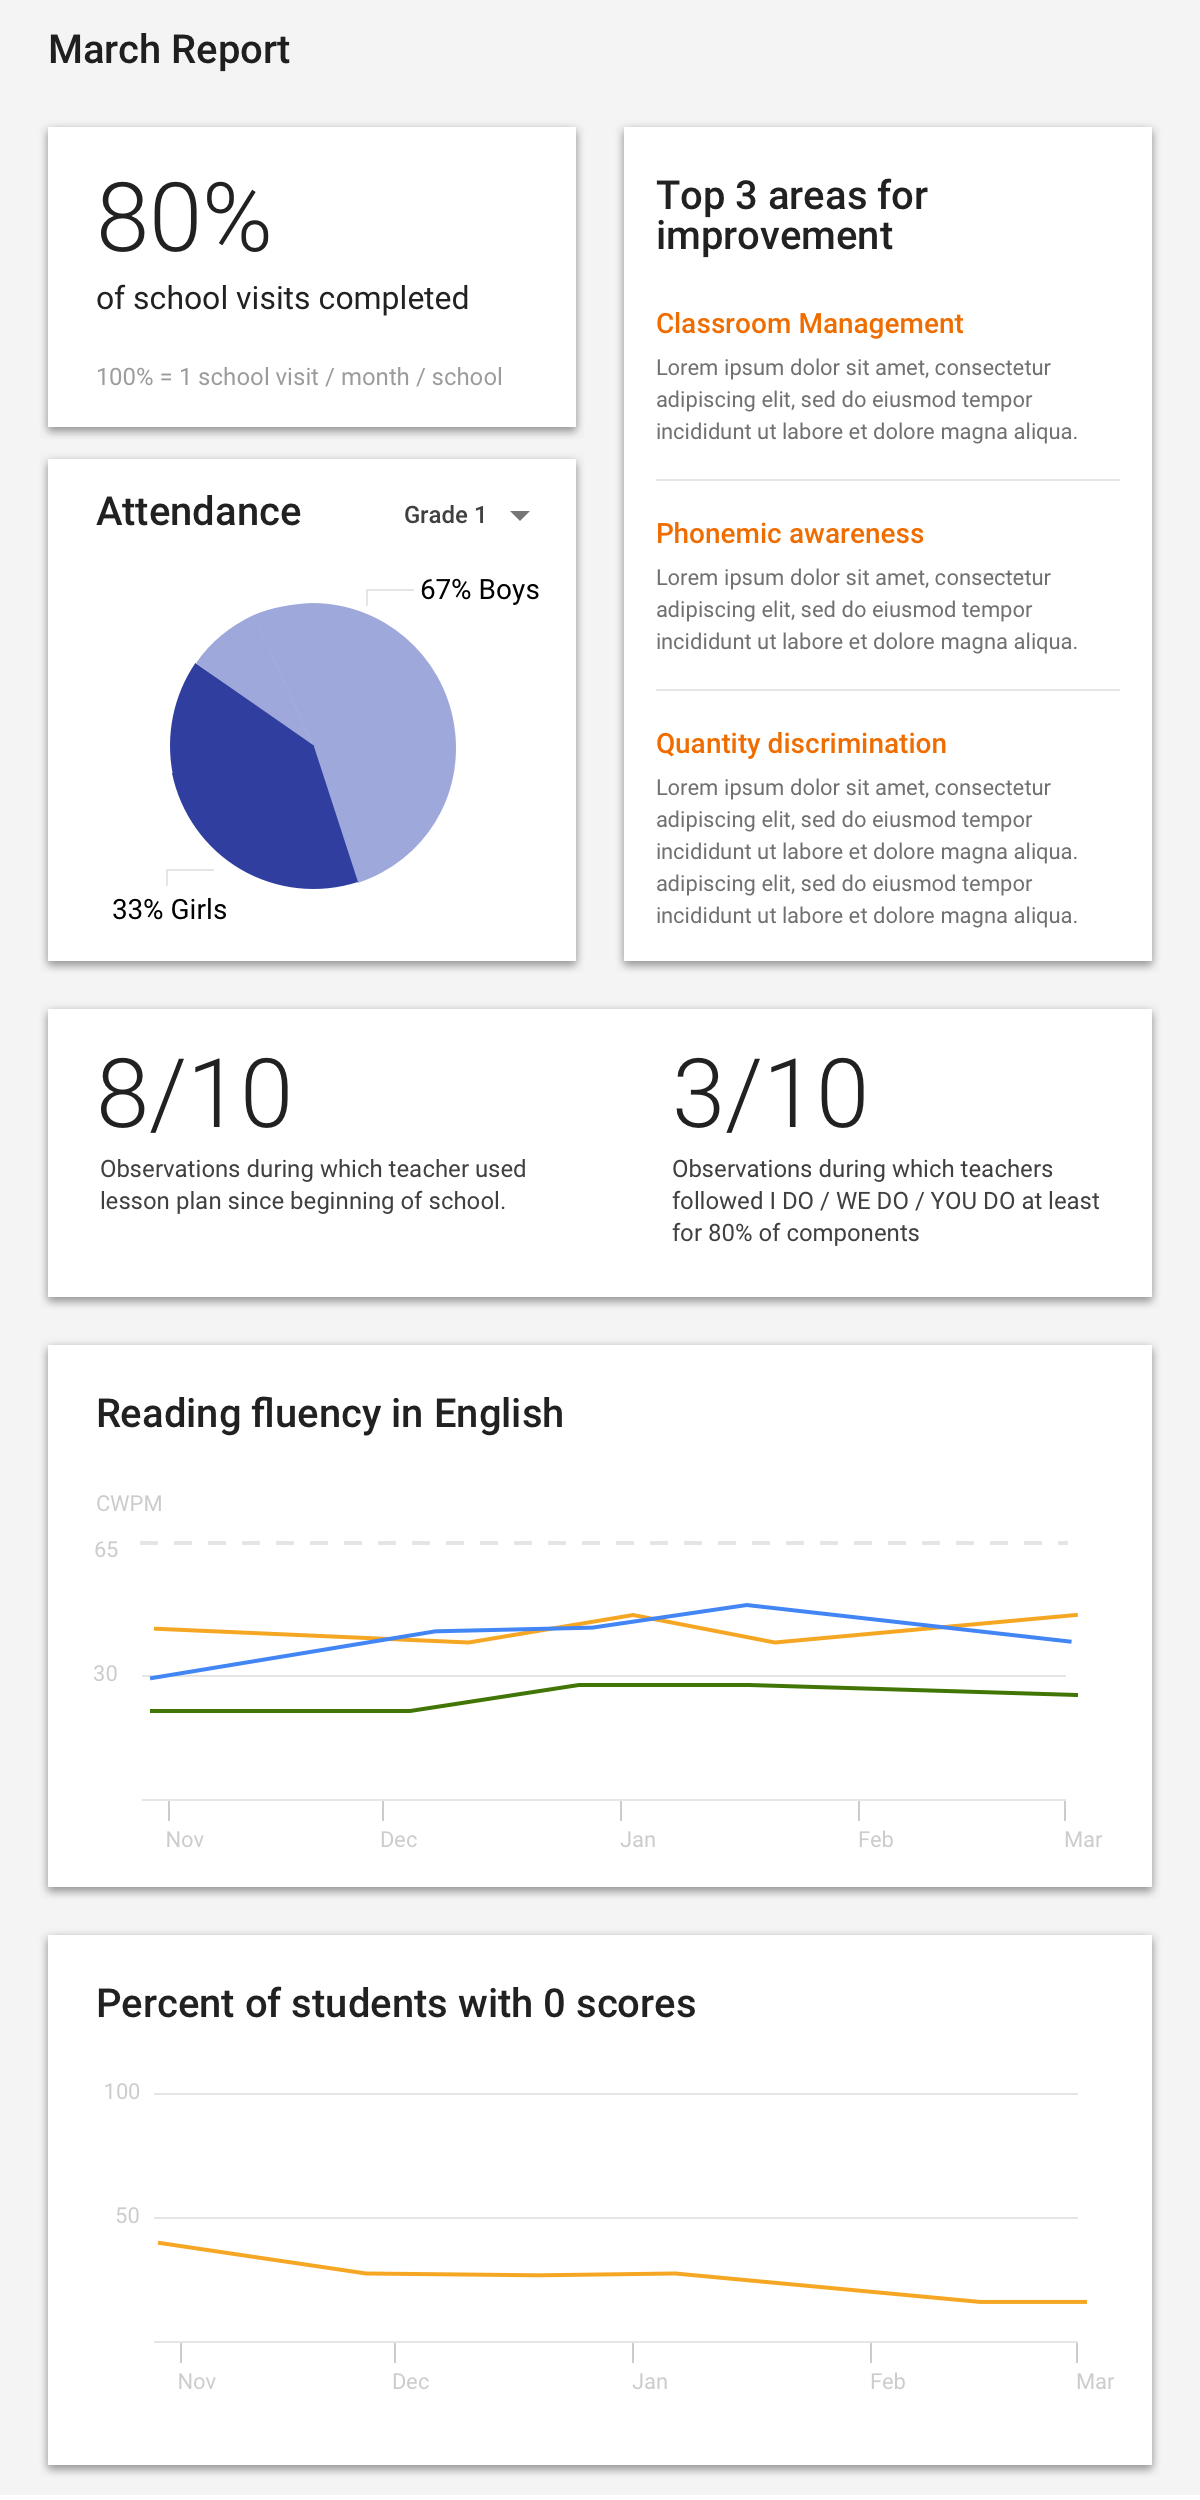 March Report
80%
of school visits completed
100% = 1 school visit / month / school
Attendance
Grade 1
67% Boys
33% Girls
Top 3 areas for
improvement
Classroom Management
Lorem ipsum dolor sit amet, consectetur
adipiscing elit, sed do eiusmod tempor
incididunt ut labore et dolore magna aliqua.
Phonemic awareness
Lorem ipsum dolor sit amet, consectetur
adipiscing elit, sed do eiusmod tempor
incididunt ut labore et dolore magna aliqua.
Quantity discrimination
Lorem ipsum dolor sit amet, consectetur
adipiscing elit, sed do eiusmod tempor
incididunt ut labore et dolore magna aliqua.
adipiscing elit, sed do eiusmod tempor
incididunt ut labore et dolore magna aliqua.
8/10
Observations during which teacher used
lesson plan since beginning of school.
3/10
Observations during which teachers
followed I DO / WE DO / YOU DO at least
for 80% of components
Reading fluency in English
CWPM
65
30
Nov Dec Jan Feb Mar
Percent of students with 0 scores
100
50
Nov Dec Jan Feb Mar